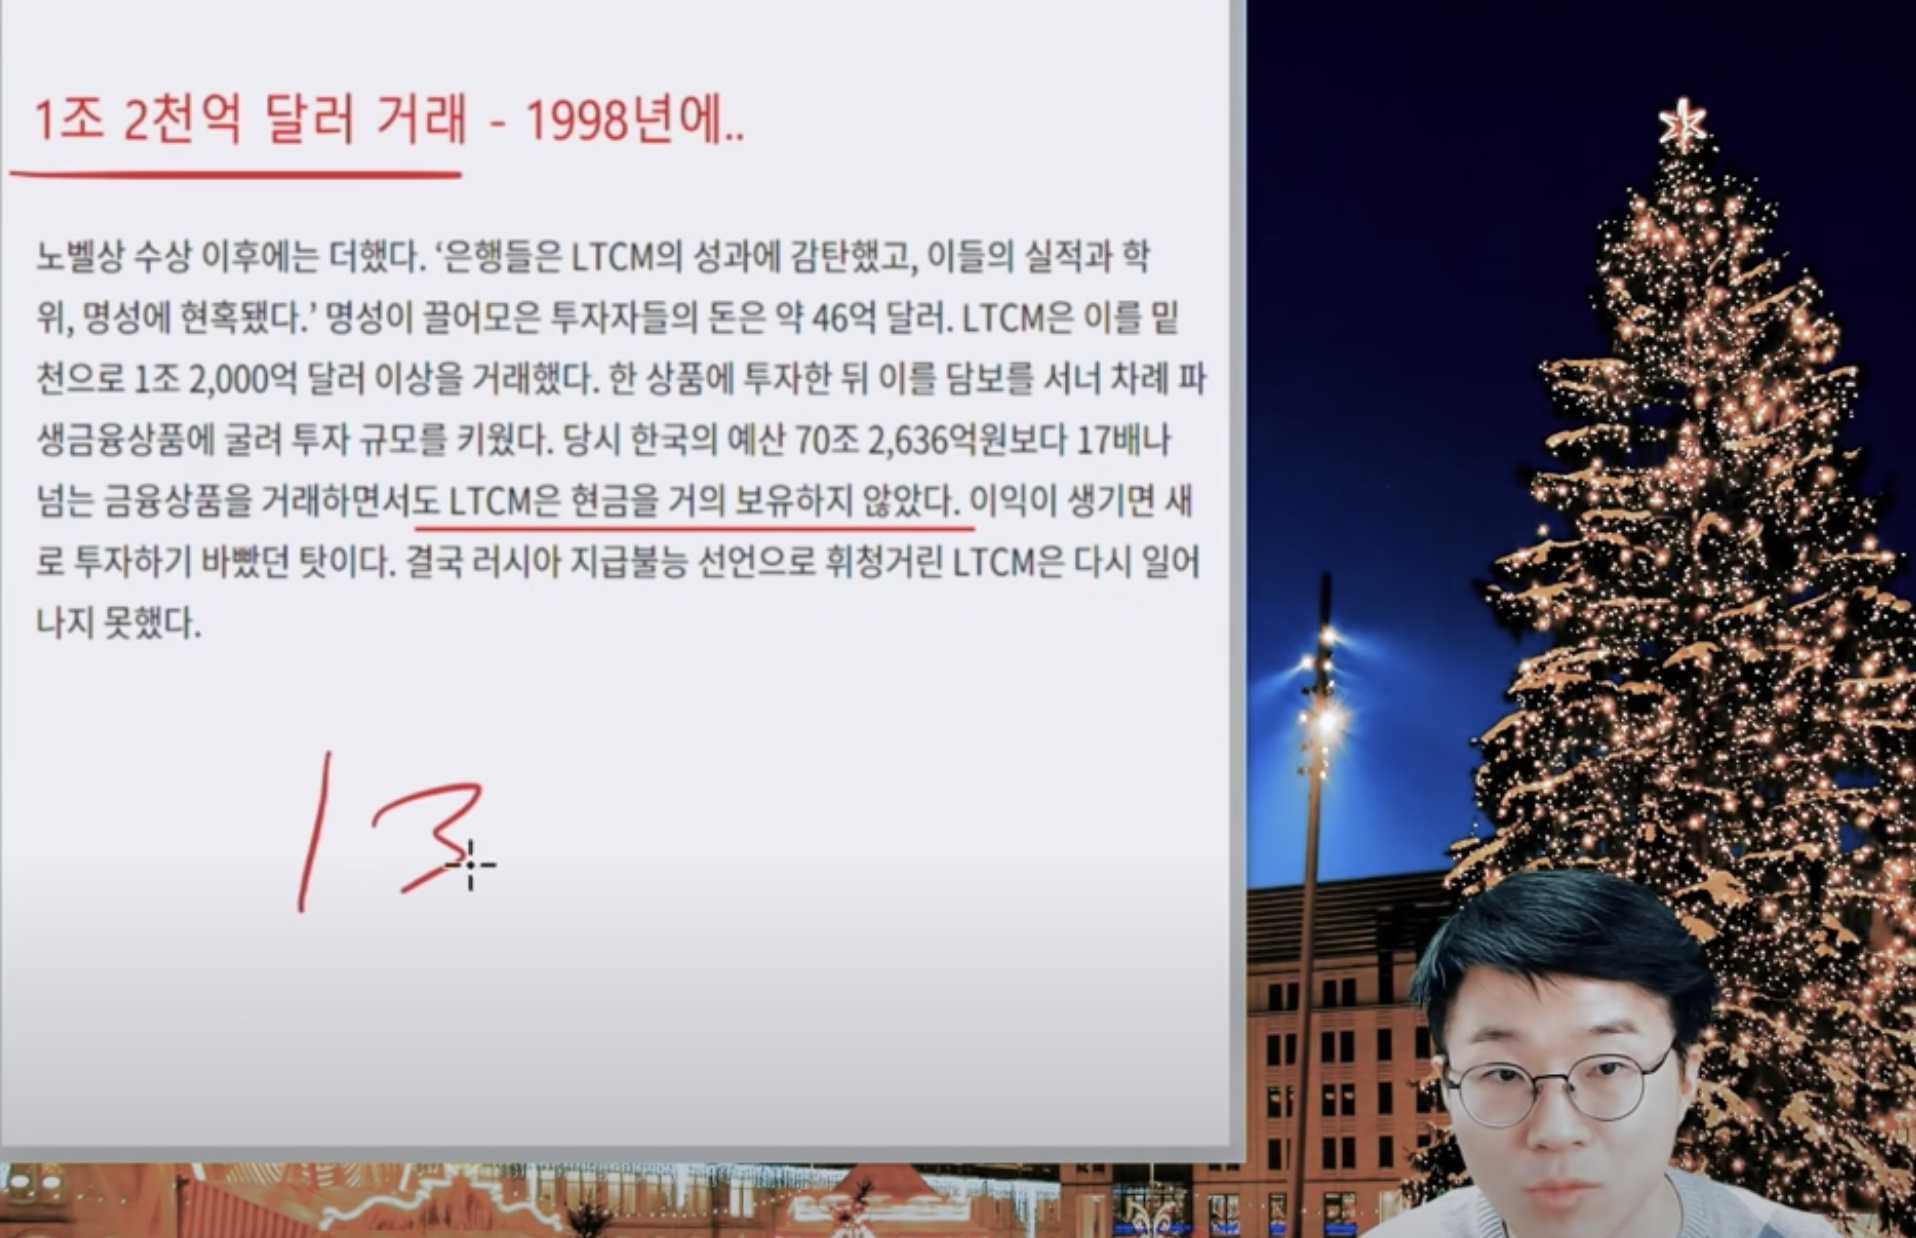 1조 2천억 달러 거래 - 1998년에..
노벨상 수상 이후에는 더했다. ‘은행들은 LTCM의 성과에 감탄했고, 이들의 실적과 학
위, 명성에 현혹됐다.’ 명성이 끌어모은 투자자들의 돈은 약 46억 달러. LTCM은 이를 밑
천으로 1조 2,000억 달러 이상을 거래했다. 한 상품에 투자한 뒤 이를 담보를 서너 차례 파
생금융상품에 굴려 투자 규모를 키웠다. 당시 한국의 예산 70조 2,636억원보다 17배나
넘는 금융상품을 거래하면서도 LTCM은 현금을 거의 보유하지 않았다. 이익이 생기면 새
로 투자하기 바빴던 탓이다. 결국 러시아 지급불능 선언으로 휘청거린 LTCM은 다시 일어
나지 못했다.
13